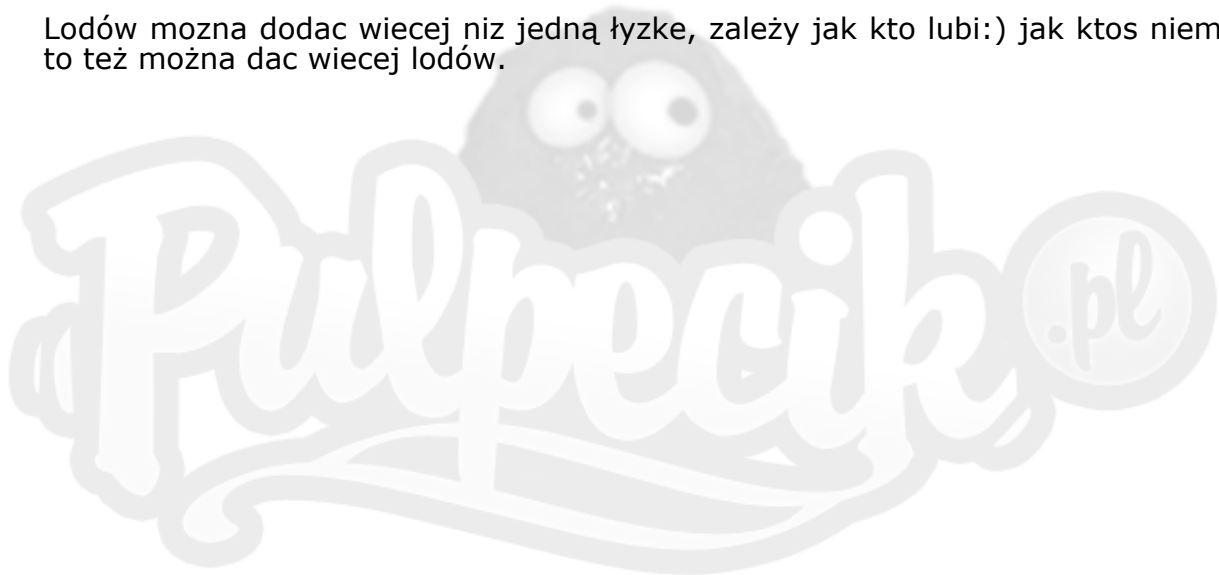 Lodów mozna dodac wiecej niz jedną łyzke, zależy jak kto lubi:) jak ktos niem
to też można dac wiecej lodów.
Pulpecik .pl